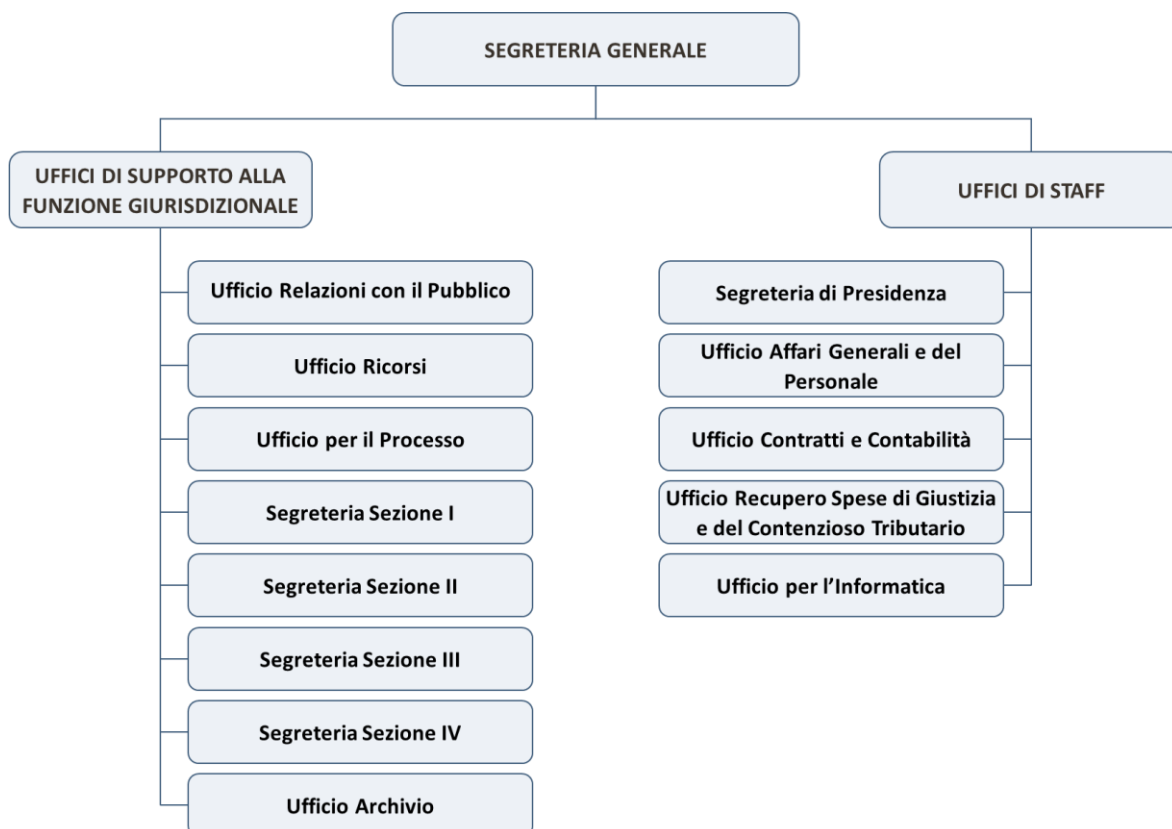 SEGRETERIA GENERALE
UFFICI DI SUPPORTO ALLA
FUNZIONE GIURISDIZIONALE
Ufficio Relazioni con il Pubblico
Ufficio Ricorsi
Ufficio per il Processo
Segreteria Sezione I
Segreteria Sezione II
Segreteria Sezione III
Segreteria Sezione IV
Ufficio Archivio
UFFICI DI STAFF
Segreteria di Presidenza
Ufficio Affari Generali e del
Personale
Ufficio Contratti e Contabilità
Ufficio Recupero Spese di Giustizia
e del Contenzioso Tributario
Ufficio per l’Informatica